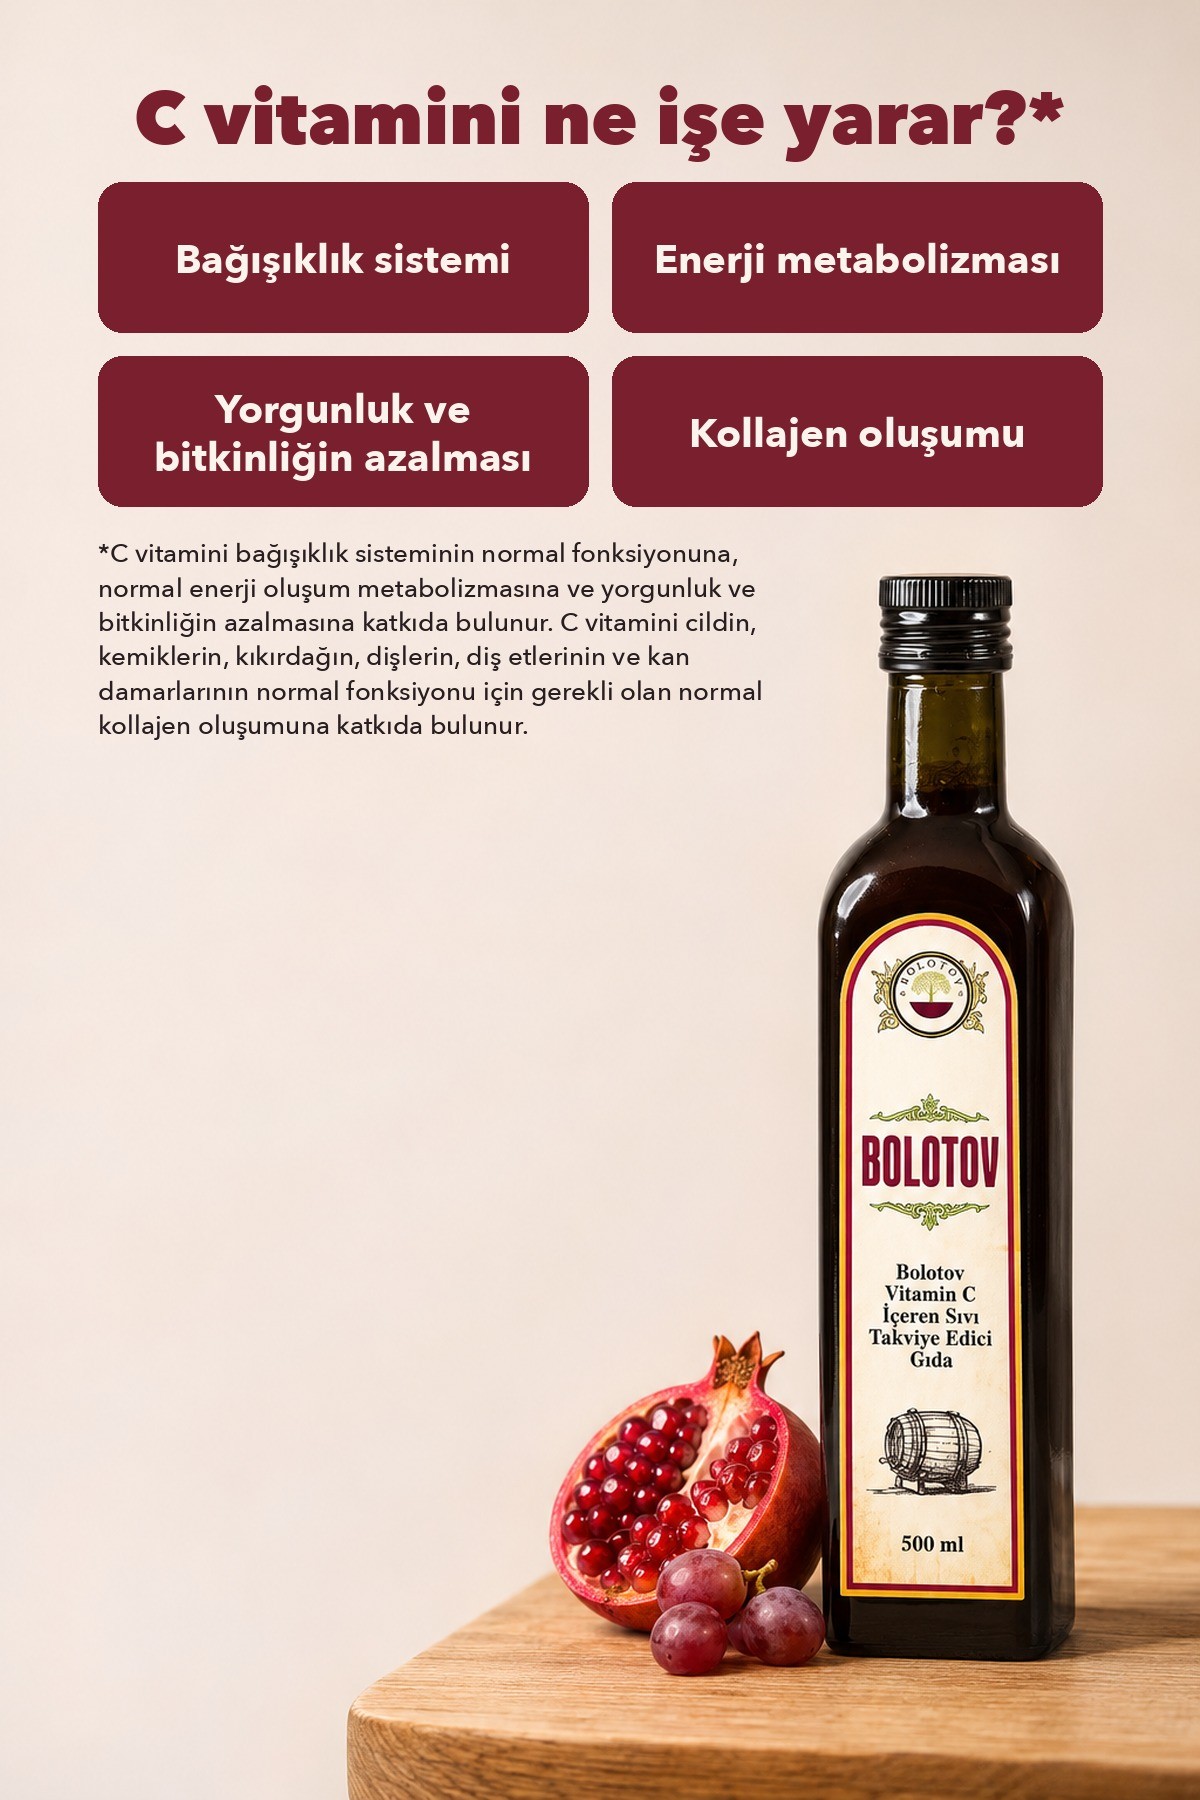 C vitamini ne işe yarar?*
Bağışıklık sistemi
Enerji metabolizması
Yorgunluk ve
bitkinliğin azalması
Kollajen oluşumu
*C vitamini bağışıklık sisteminin normal fonksiyonuna,
normal enerji oluşum metabolizmasına ve yorgunluk ve
bitkinliğin azalmasına katkıda bulunur. C vitamini cildin,
kemiklerin, kıkırdağın, dişlerin, diş etlerinin ve kan
damarlarının normal fonksiyonu için gerekli olan normal
kollajen oluşumuna katkıda bulunur.
BOLOTOV
BOLOTOV
Bolotov
Vitamin C
İçeren Sıvı
Takviye Edici
Gıda
500 ml